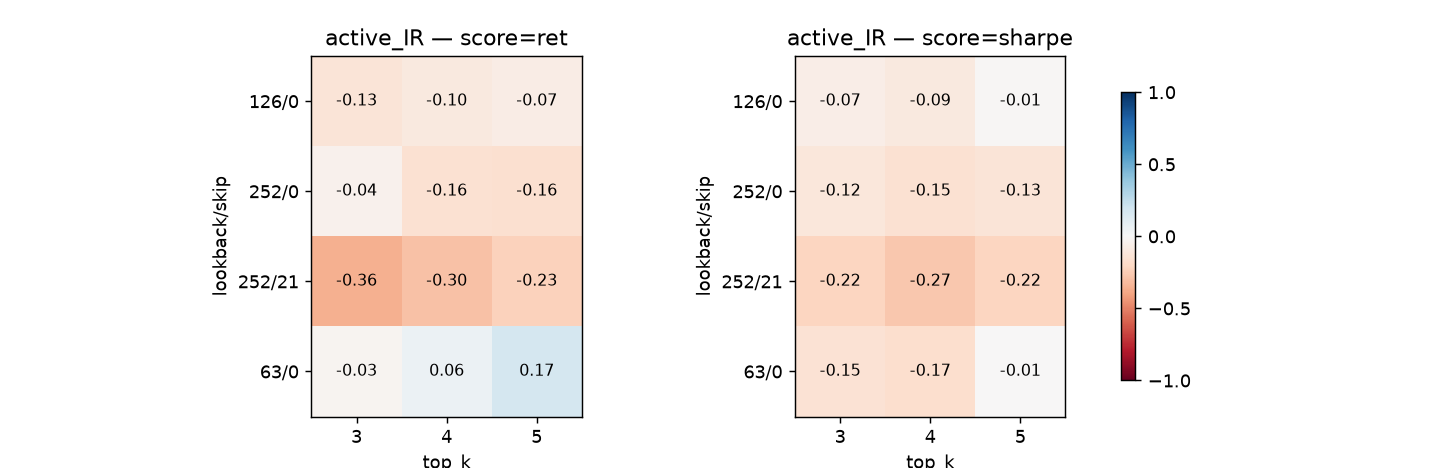 active_IR — score=ret
lookback/skip
126/0 -0.13 -0.10 -0.07
252/0 -0.04 -0.16 -0.16
252/21 -0.36 -0.30 -0.23
63/0 -0.03 0.06 0.17
3 4 5
top_k
active_IR — score=sharpe
lookback/skip
126/0 -0.07 -0.09 -0.01
252/0 -0.12 -0.15 -0.13
252/21 -0.22 -0.27 -0.22
63/0 -0.15 -0.17 -0.01
3 4 5
top_k
1.0
0.5
0.0
−0.5
−1.0